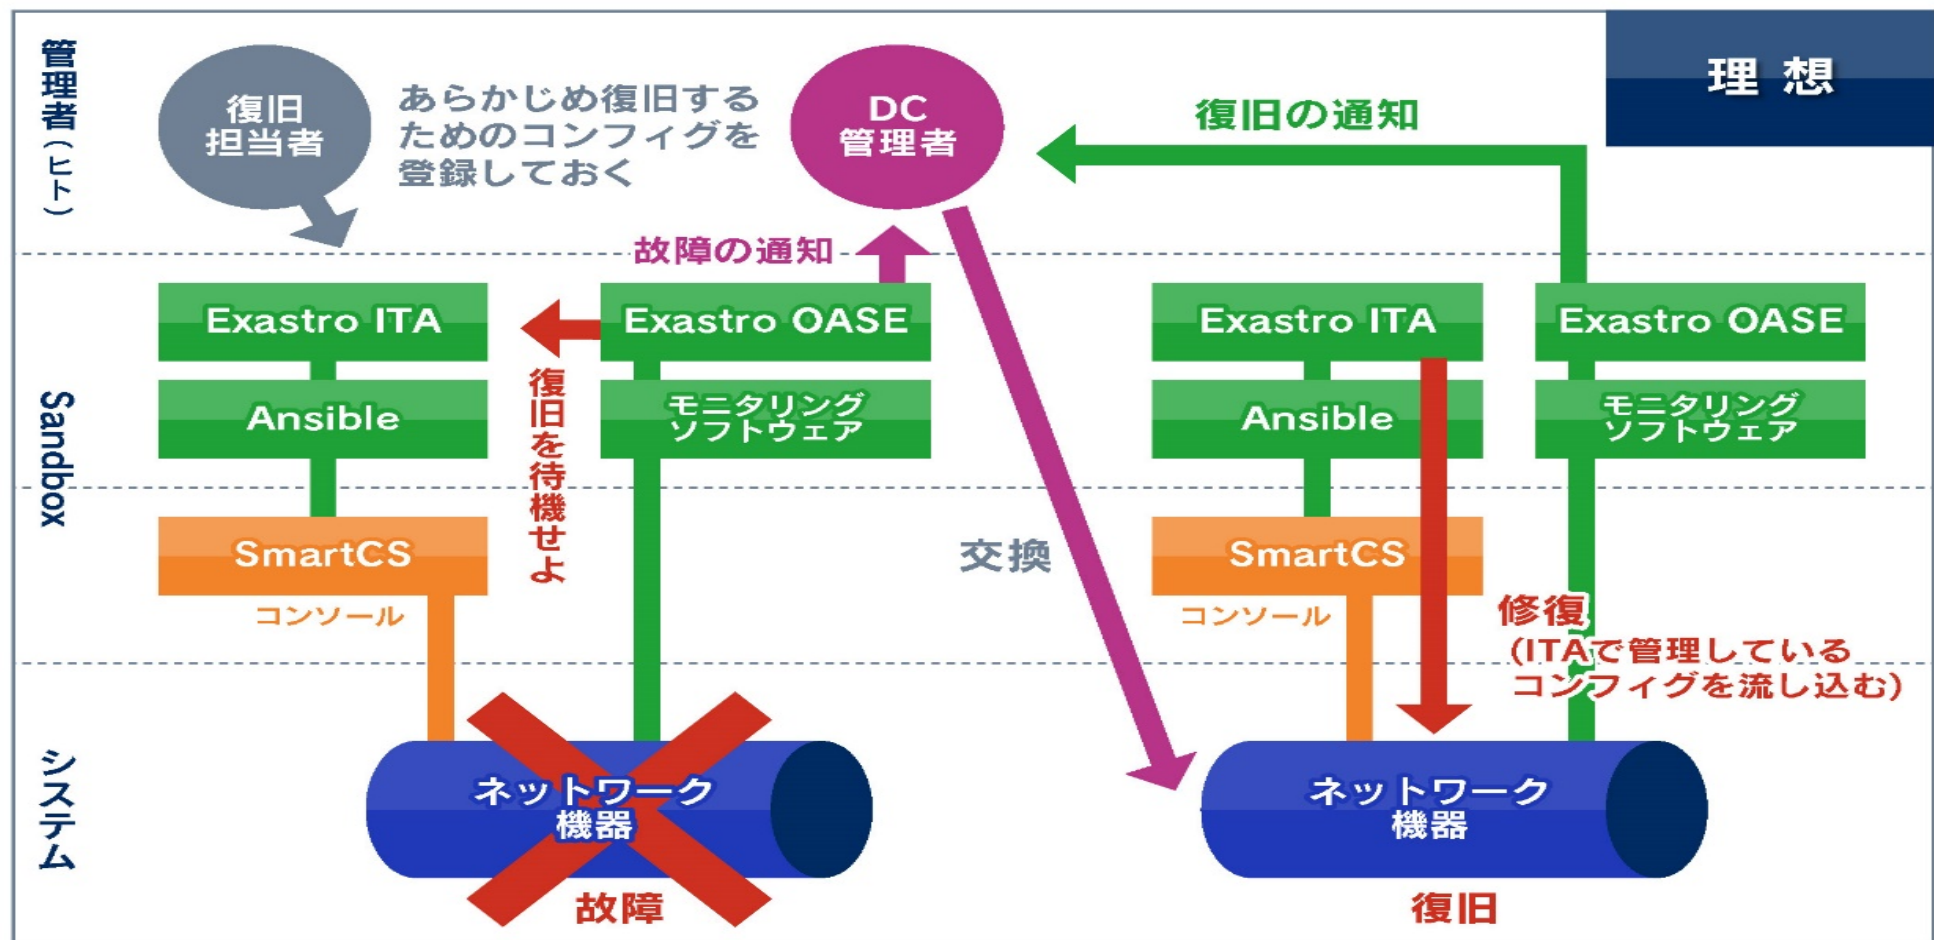 理想
管理者(ヒト)
復旧
担当者
あらかじめ復旧する
ためのコンフィグを
登録しておく
DC
管理者
復旧の通知
故障の通知
Sandbox
Exastro ITA
Exastro OASE
Ansible
モニタリング
ソフトウェア
復旧を待機せよ
SmartCS
コンソール
交換
Exastro ITA
Exastro OASE
Ansible
モニタリング
ソフトウェア
SmartCS
コンソール
修復
(ITAで管理している
コンフィグを流し込む)
システム
ネットワーク
機器
故障
ネットワーク
機器
復旧